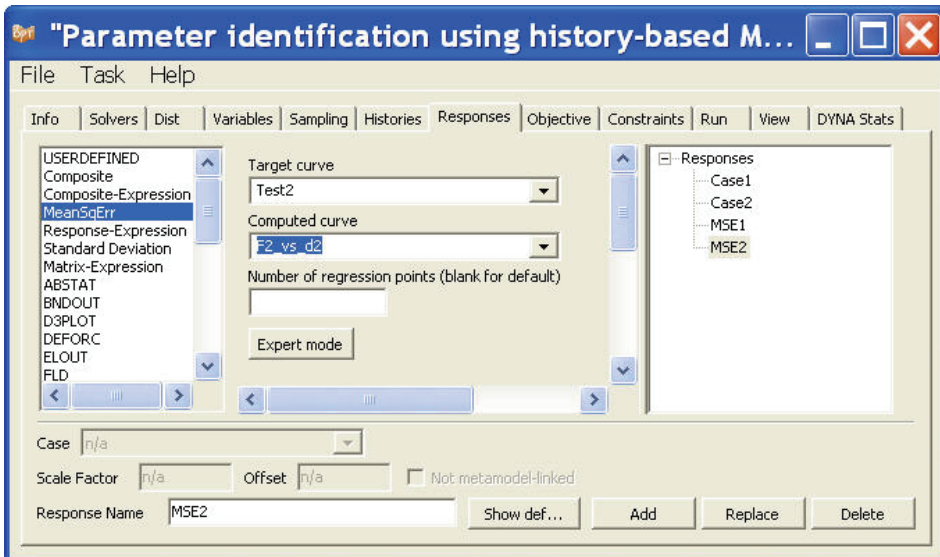 "Parameter identification using history-based M...
File Task Help
Info Solvers Dist Variables Sampling Histories Responses Objective Constraints Run View DYNA Stats
USERDEFINED
Composite
Composite-Expression
MeanSqErr
Response-Expression
Standard Deviation
Matrix-Expression
ABSTAT
BNDOUT
D3PLOT
DEFORC
ELOUT
FLD
Target curve
Test2
Computed curve
F2_vs_d2
Number of regression points (blank for default)
Expert mode
Responses
Case1
Case2
MSE1
MSE2
Case n/a
Scale Factor n/a Offset n/a Not metamodel-linked
Response Name MSE2 Show def... Add Replace Delete